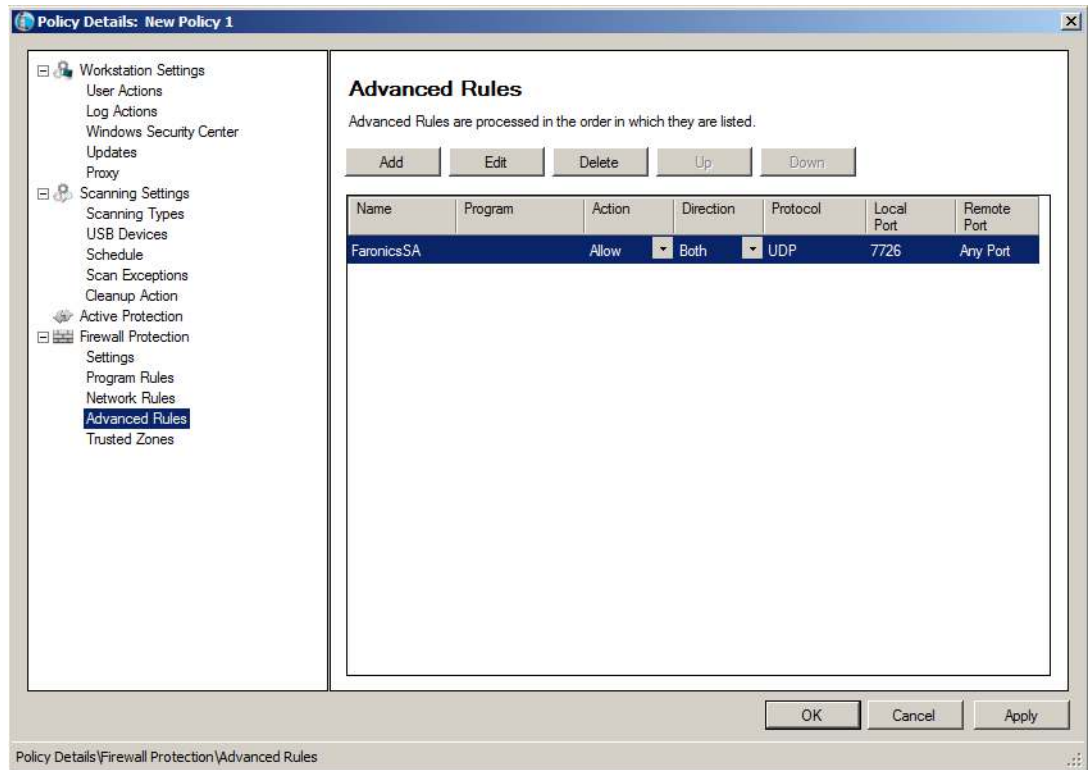 Policy Details: New Policy 1
Workstation Settings
User Actions
Log Actions
Windows Security Center
Updates
Proxy
Scanning Settings
Scanning Types
USB Devices
Schedule
Scan Exceptions
Cleanup Action
Active Protection
Firewall Protection
Settings
Program Rules
Network Rules
Advanced Rules
Trusted Zones
Advanced Rules
Advanced Rules are processed in the order in which they are listed.
Add Edit Delete Up Down
Name Program Action Direction Protocol Local Port Remote Port
FaronicsSA Allow Both UDP 7726 Any Port
OK Cancel Apply
Policy Details\Firewall Protection\Advanced Rules